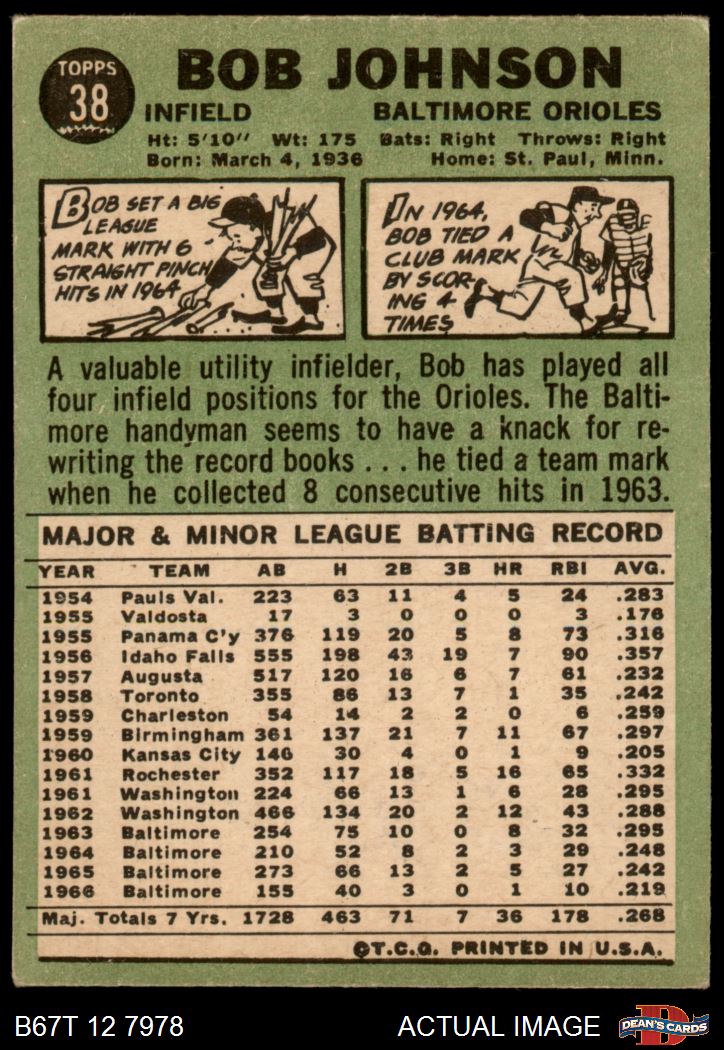 TOPPS
38
BOB JOHNSON
INFIELD BALTIMORE ORIOLES
Ht: 5'10" Wt: 175 Bats: Right Throws: Right
Born: March 4, 1936 Home: St. Paul, Minn.
BOB SET A BIG
LEAGUE
MARK WITH 6
STRAIGHT PINCH
HITS IN 1964
IN 1964,
BOB TIED A
CLUB MARK
BY SCOR-
ING 4
TIMES
A valuable utility infielder, Bob has played all
four infield positions for the Orioles. The Balti-
more handyman seems to have a knack for re-
writing the record books . . . he tied a team mark
when he collected 8 consecutive hits in 1963.
MAJOR & MINOR LEAGUE BATTING RECORD
YEAR TEAM AB H 2B 3B HR RBI AVG.
1954 Pauls Val. 223 63 11 4 5 24 .283
1955 Valdosta 17 3 0 0 0 3 .176
1955 Panama C'y 376 119 20 5 8 73 .316
1956 Idaho Falls 555 198 43 19 7 90 .357
1957 Augusta 517 120 16 6 7 61 .232
1958 Toronto 355 86 13 7 1 35 .242
1959 Charleston 54 14 2 2 0 6 .259
1959 Birmingham 361 137 21 7 11 67 .297
1960 Kansas City 146 30 4 0 1 9 .205
1961 Rochester 352 117 18 5 16 65 .332
1961 Washington 224 66 13 1 6 28 .295
1962 Washington 466 134 20 2 12 43 .288
1963 Baltimore 254 75 10 0 8 32 .295
1964 Baltimore 210 52 8 2 3 29 .248
1965 Baltimore 273 66 13 2 5 27 .242
1966 Baltimore 155 40 3 0 1 10 .219
Maj. Totals 7 Yrs. 1728 463 71 7 36 178 .268
©T.C.G. PRINTED IN U.S.A.
B67T 12 7978 ACTUAL IMAGE
D
DEAN'S CARDS